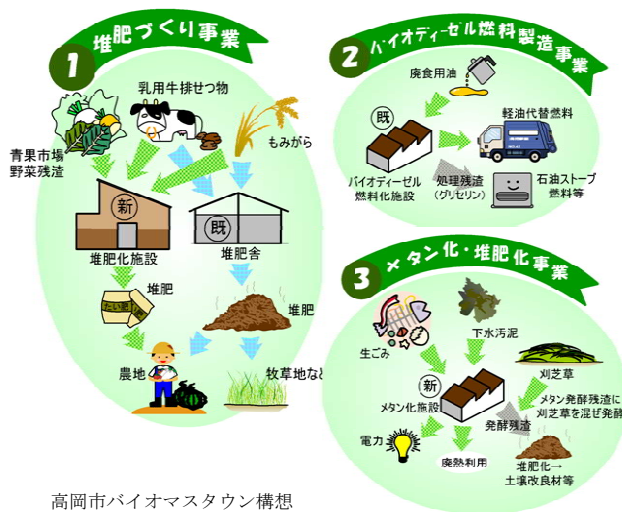 1
堆肥づくり事業
乳用牛排せつ物
青果市場
野菜残渣
もみがら
新
堆肥化施設
既
堆肥舎
たい肥
堆肥
堆肥
農地
牧草地など
2
バイオディーゼル燃料製造事業
廃食用油
既
軽油代替燃料
バイオディーゼル
燃料化施設
処理残渣
(グリセリン)
石油ストーブ
燃料等
3
メタン化・堆肥化事業
生ごみ
下水汚泥
刈芝草
新
メタン化施設
メタン発酵残渣に
刈芝草を混ぜ発酵
発酵残渣
電力
廃熱利用
堆肥化→
土壌改良材等
高岡市バイオマスタウン構想